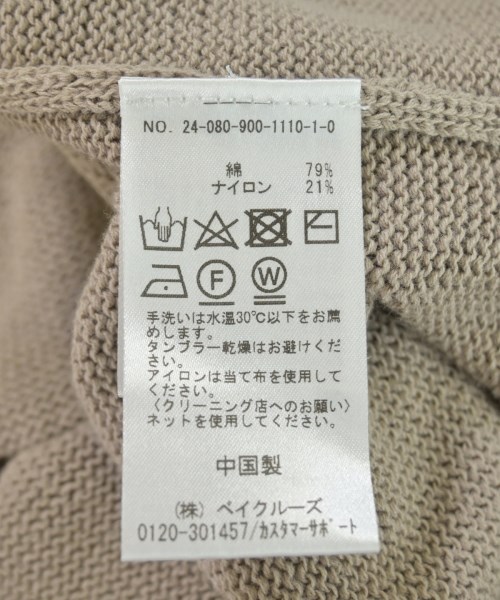 NO. 24-080-900-1110-1-0
綿 79%
ナイロン 21%
F W
手洗いは水温30℃以下をお薦
めします。
タンブラー乾燥はお避けくだ
さい。
アイロンは当て布を使用して
ください。
〈クリーニング店へのお願い〉
ネットを使用してください。
中国製
(株) ベイクルーズ
0120-301457/カスタマーサポート